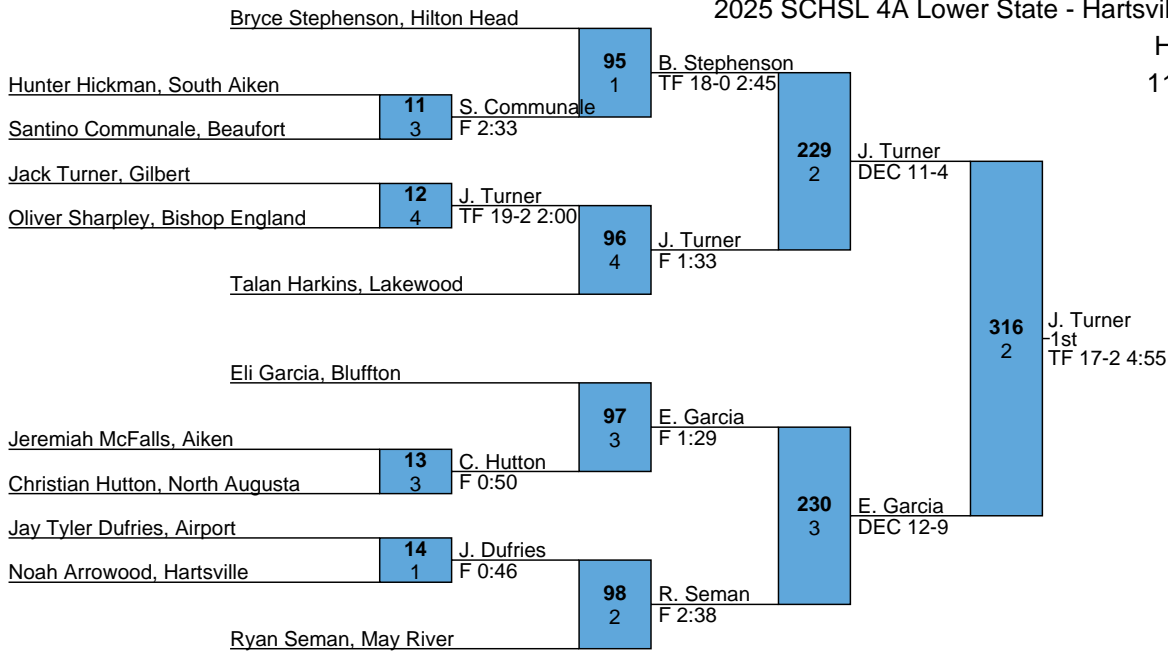 2025 SCHSL 4A Lower State - Hartsvil
H
11
Bryce Stephenson, Hilton Head
95
1
B. Stephenson
TF 18-0 2:45
Hunter Hickman, South Aiken
11
3
S. Communale
F 2:33
Santino Communale, Beaufort
229
2
J. Turner
DEC 11-4
Jack Turner, Gilbert
12
4
J. Turner
TF 19-2 2:00
Oliver Sharpley, Bishop England
96
4
J. Turner
F 1:33
Talan Harkins, Lakewood
316
2
J. Turner
1st
TF 17-2 4:55
Eli Garcia, Bluffton
97
3
E. Garcia
F 1:29
Jeremiah McFalls, Aiken
13
3
C. Hutton
F 0:50
Christian Hutton, North Augusta
230
3
E. Garcia
DEC 12-9
Jay Tyler Dufries, Airport
14
1
J. Dufries
F 0:46
Noah Arrowood, Hartsville
98
2
R. Seman
F 2:38
Ryan Seman, May River